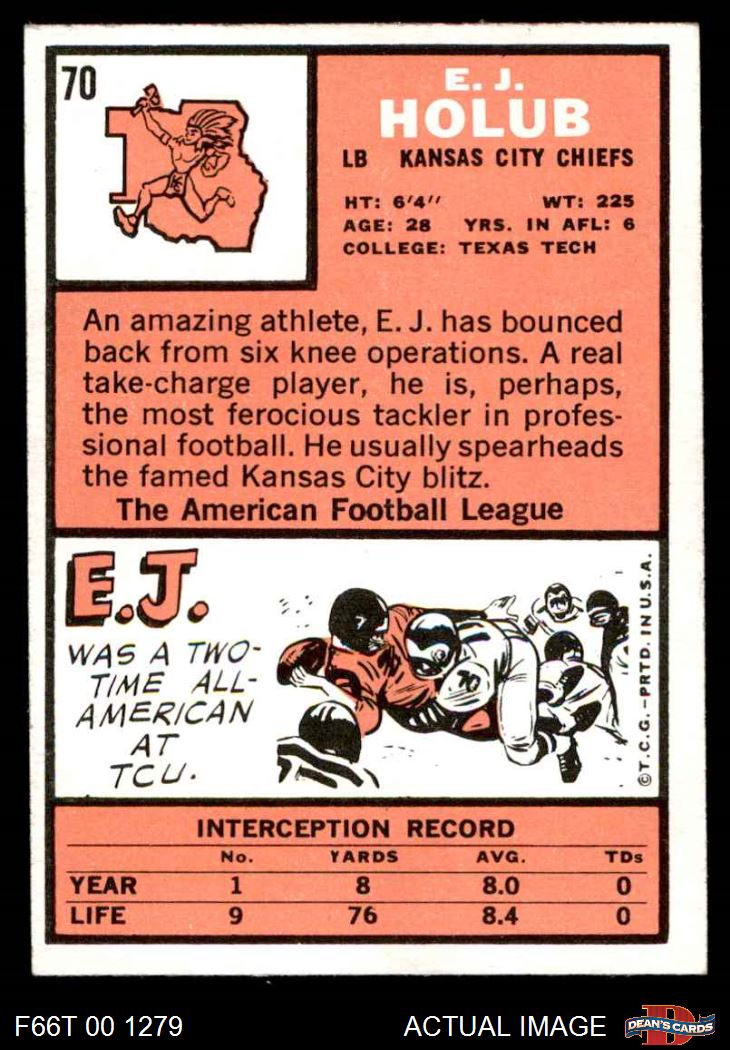 70
E. J.
HOLUB
LB KANSAS CITY CHIEFS
HT: 6'4'' WT: 225
AGE: 28 YRS. IN AFL: 6
COLLEGE: TEXAS TECH
An amazing athlete, E. J. has bounced
back from six knee operations. A real
take-charge player, he is, perhaps,
the most ferocious tackler in profes-
sional football. He usually spearheads
the famed Kansas City blitz.
The American Football League
E.J.
WAS A TWO-
TIME ALL-
AMERICAN
AT
TCU.
70
©T.C.G.-PRTD. IN U.S.A.
INTERCEPTION RECORD
No. YARDS AVG. TDs
YEAR 1 8 8.0 0
LIFE 9 76 8.4 0
F66T 00 1279 ACTUAL IMAGE
DEAN'S CARDS